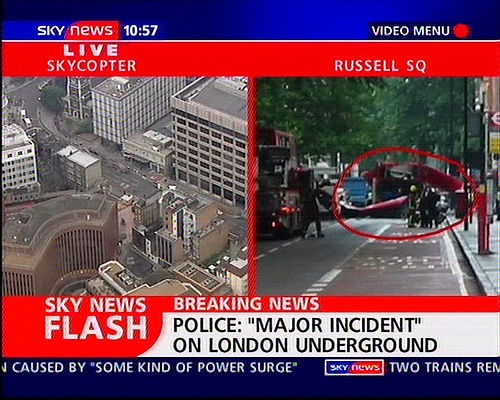 sky news 10:57
VIDEO MENU
LIVE
SKYCOPTER
RUSSELL SQ
SKY NEWS
FLASH
BREAKING NEWS
POLICE: "MAJOR INCIDENT"
ON LONDON UNDERGROUND
N CAUSED BY "SOME KIND OF POWER SURGE" sky news TWO TRAINS REM